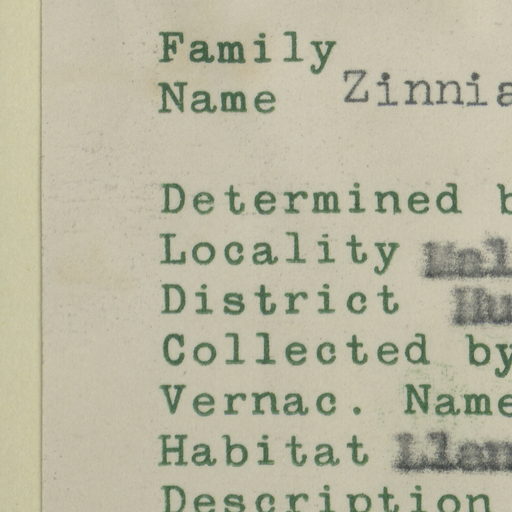 Family
Name Zinnia
Determined b
Locality
District
Collected by
Vernac. Name
Habitat
Description